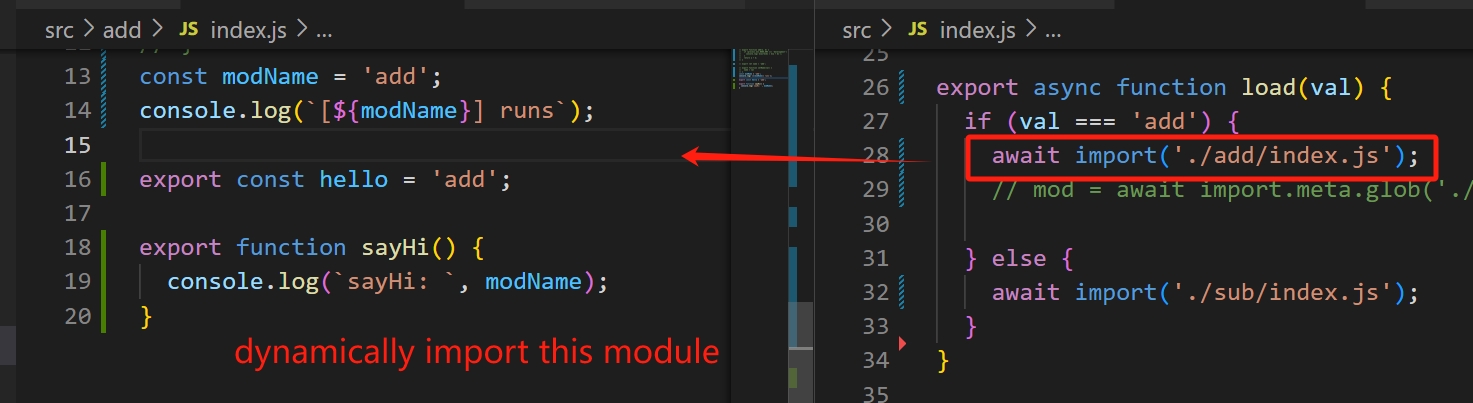 src > add > JS index.js > ...
13 const modName = 'add';
14 console.log(`[${modName}] runs`);
15
16 export const hello = 'add';
17
18 export function sayHi() {
19 console.log(`sayHi: `, modName);
20 }
dynamically import this module
src > JS index.js > ...
25
26 export async function load(val) {
27 if (val === 'add') {
28 await import('./add/index.js');
29 // mod = await import.meta.glob('./
30
31 } else {
32 await import('./sub/index.js');
33 }
34 }
35